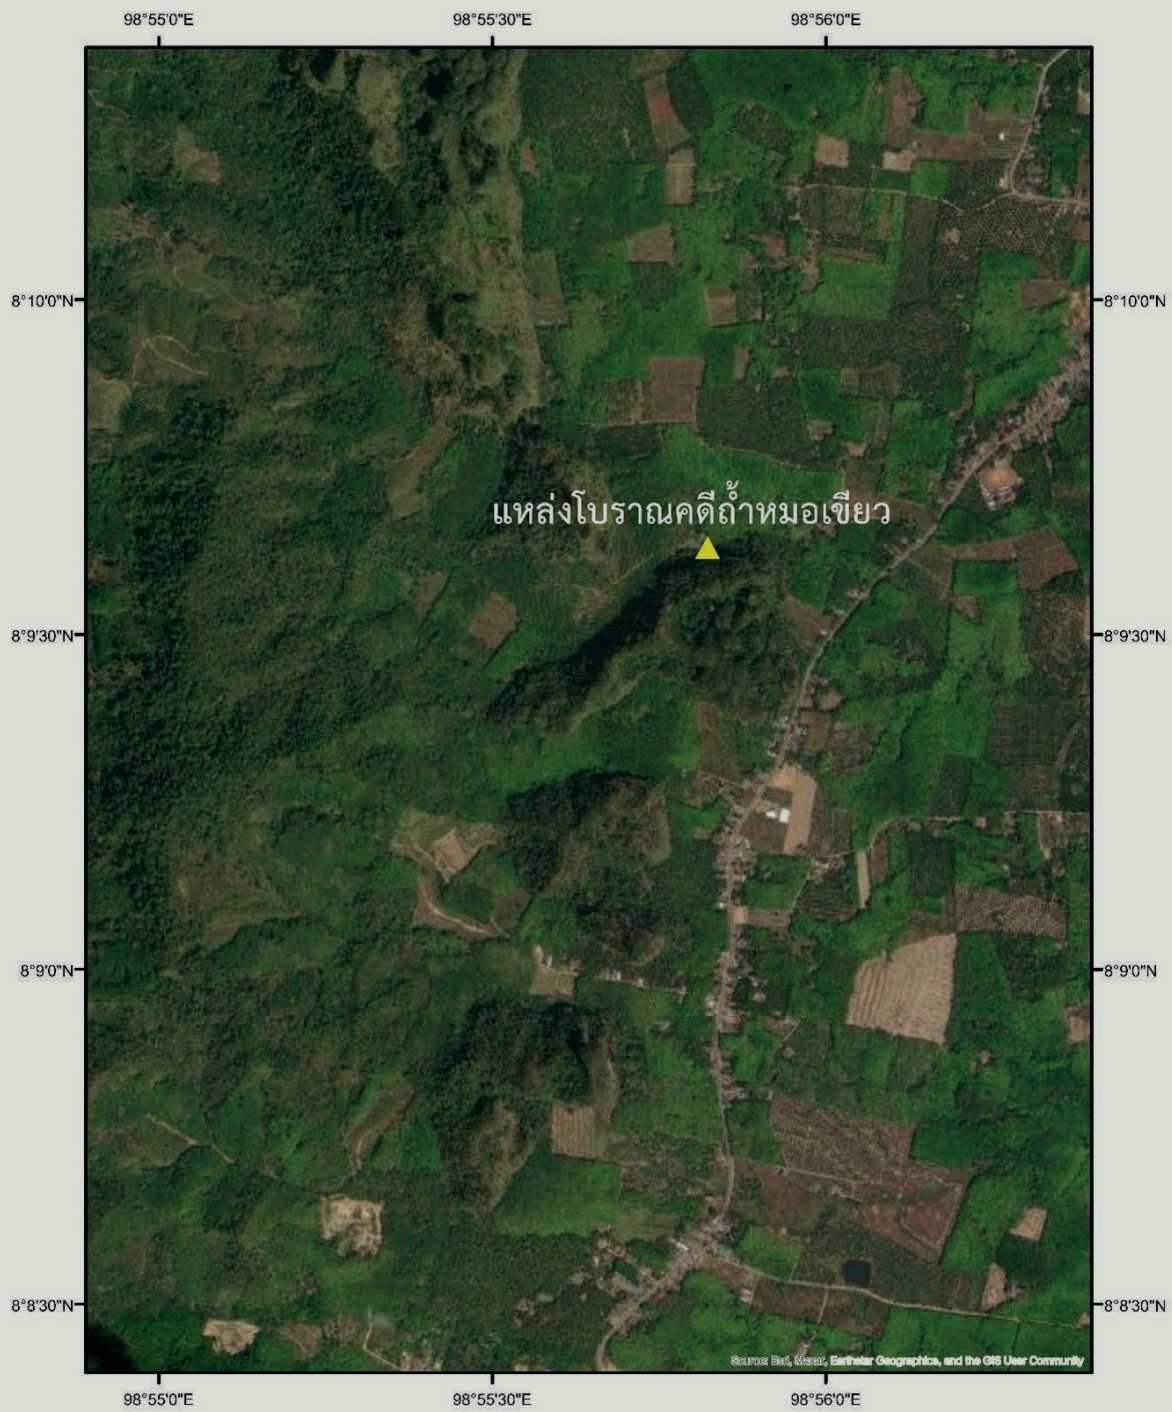 98°55'0"E 98°55'30"E 98°56'0"E
8°10'0"N 8°10'0"N
แหล่งโบราณคดีถ้ำหมอเขียว
8°9'30"N 8°9'30"N
8°9'0"N 8°9'0"N
8°8'30"N 8°8'30"N
Source: Esri, Maxar, Earthstar Geographics, and the GIS User Community
98°55'0"E 98°55'30"E 98°56'0"E